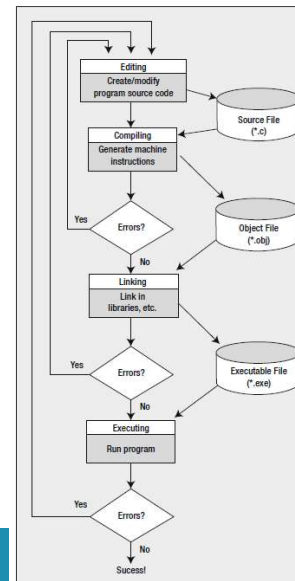 Editing
Create/modify
program source code
Source File
(*.c)
Compiling
Generate machine
instructions
Yes
Errors?
Object File
(*.obj)
No
Linking
Link in
libraries, etc.
Yes
Errors?
Executable File
(*.exe)
No
Executing
Run program
Yes
Errors?
No
Sucess!